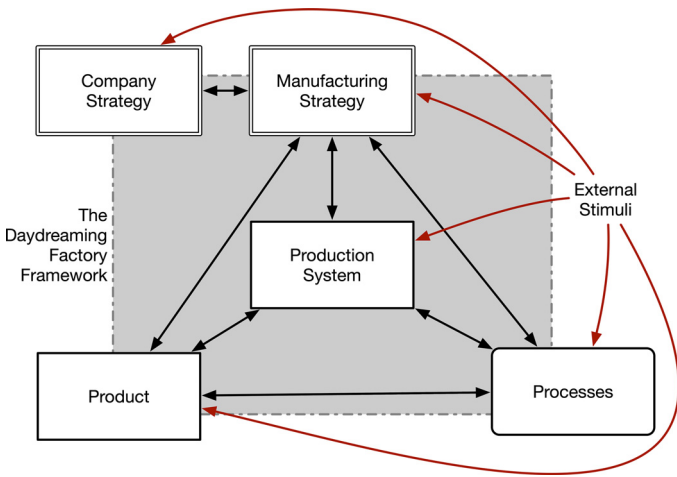 Company
Strategy
Manufacturing
Strategy
External
Stimuli
The
Daydreaming
Factory
Framework
Production
System
Product
Processes